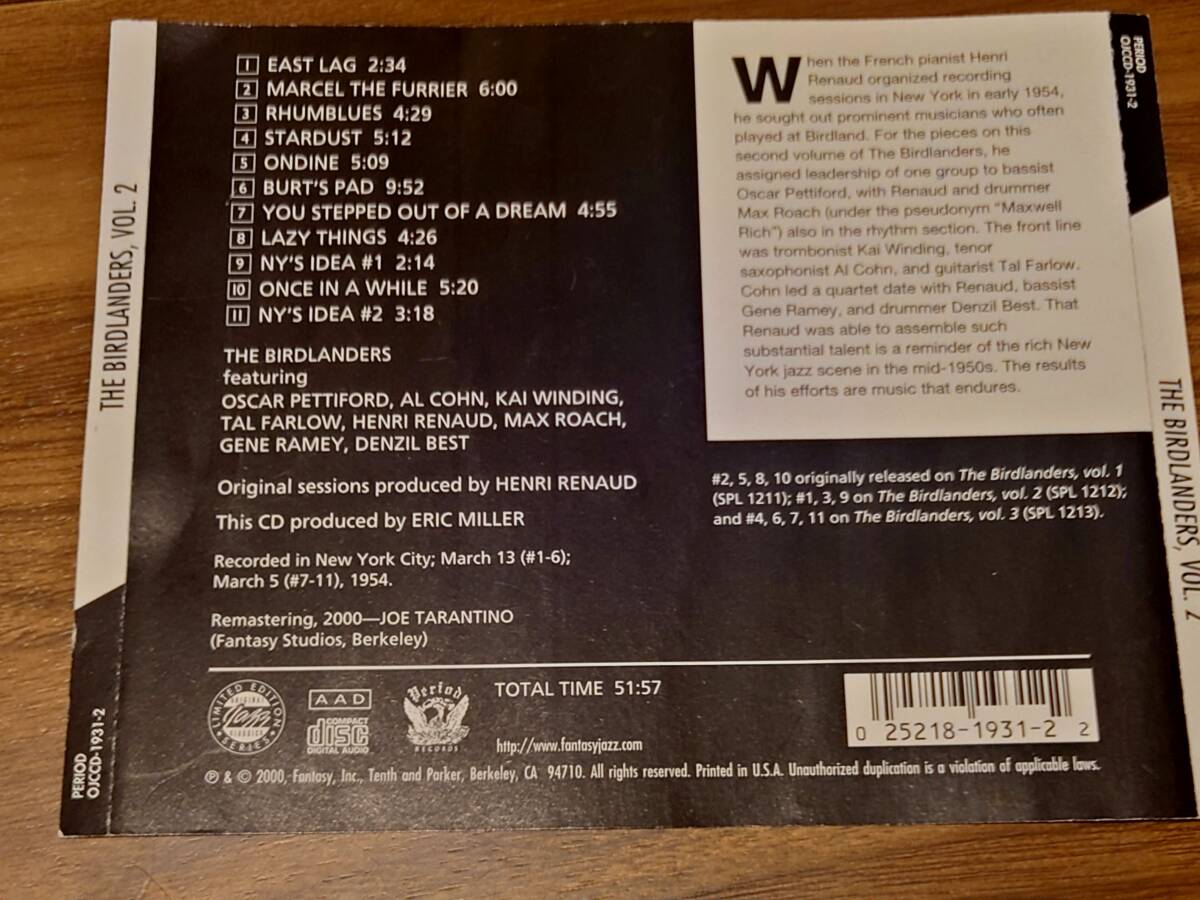 THE BIRDLANDERS, VOL. 2
PERIOD
OJCCD-1931-2
1 EAST LAG 2:34
2 MARCEL THE FURRIER 6:00
3 RHUMBLUES 4:29
4 STARDUST 5:12
5 ONDINE 5:09
6 BURT'S PAD 9:52
7 YOU STEPPED OUT OF A DREAM 4:55
8 LAZY THINGS 4:26
9 NY'S IDEA #1 2:14
10 ONCE IN A WHILE 5:20
11 NY'S IDEA #2 3:18
THE BIRDLANDERS
featuring
OSCAR PETTIFORD, AL COHN, KAI WINDING,
TAL FARLOW, HENRI RENAUD, MAX ROACH,
GENE RAMEY, DENZIL BEST
Original sessions produced by HENRI RENAUD
This CD produced by ERIC MILLER
Recorded in New York City; March 13 (#1-6);
March 5 (#7-11), 1954.
Remastering, 2000—JOE TARANTINO
(Fantasy Studios, Berkeley)
When the French pianist Henri
Renaud organized recording
sessions in New York in early 1954,
he sought out prominent musicians who often
played at Birdland. For the pieces on this
second volume of The Birdlanders, he
assigned leadership of one group to bassist
Oscar Pettiford, with Renaud and drummer
Max Roach (under the pseudonym "Maxwell
Rich") also in the rhythm section. The front line
was trombonist Kai Winding, tenor
saxophonist Al Cohn, and guitarist Tal Farlow.
Cohn led a quartet date with Renaud, bassist
Gene Ramey, and drummer Denzil Best. That
Renaud was able to assemble such
substantial talent is a reminder of the rich New
York jazz scene in the mid-1950s. The results
of his efforts are music that endures.
#2, 5, 8, 10 originally released on The Birdlanders, vol. 1
(SPL 1211); #1, 3, 9 on The Birdlanders, vol. 2 (SPL 1212);
and #4, 6, 7, 11 on The Birdlanders, vol. 3 (SPL 1213).
LIMITED EDITION
ORIGINAL
Jazz
CLASSICS
SERIES
AAD
COMPACT
disc
DIGITAL AUDIO
Period
RECORDS
TOTAL TIME 51:57
http://www.fantasyjazz.com
0 25218-1931-2 2
℗ & © 2000, Fantasy, Inc., Tenth and Parker, Berkeley, CA 94710. All rights reserved. Printed in U.S.A. Unauthorized duplication is a violation of applicable laws.
PERIOD
OJCCD-1931-2
THE BIRDLANDERS, VOL. 2